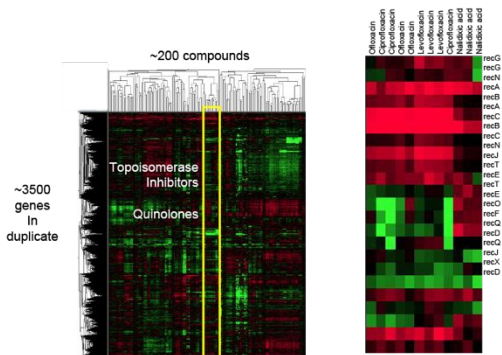 ~200 compounds
~3500
genes
In
duplicate
Topoisomerase
Inhibitors
Quinolones
Ofloxacin
Ciprofloxacin
Ciprofloxacin
Ofloxacin
Ofloxacin
Levofloxacin
Levofloxacin
Levofloxacin
Ciprofloxacin
Nalidixic acid
Nalidixic acid
Nalidixic acid
recG
recG
recN
recA
recB
recA
recC
recB
recC
recN
recJ
recT
recE
recT
recE
recO
recF
recQ
recD
recQ
recJ
recX
recD